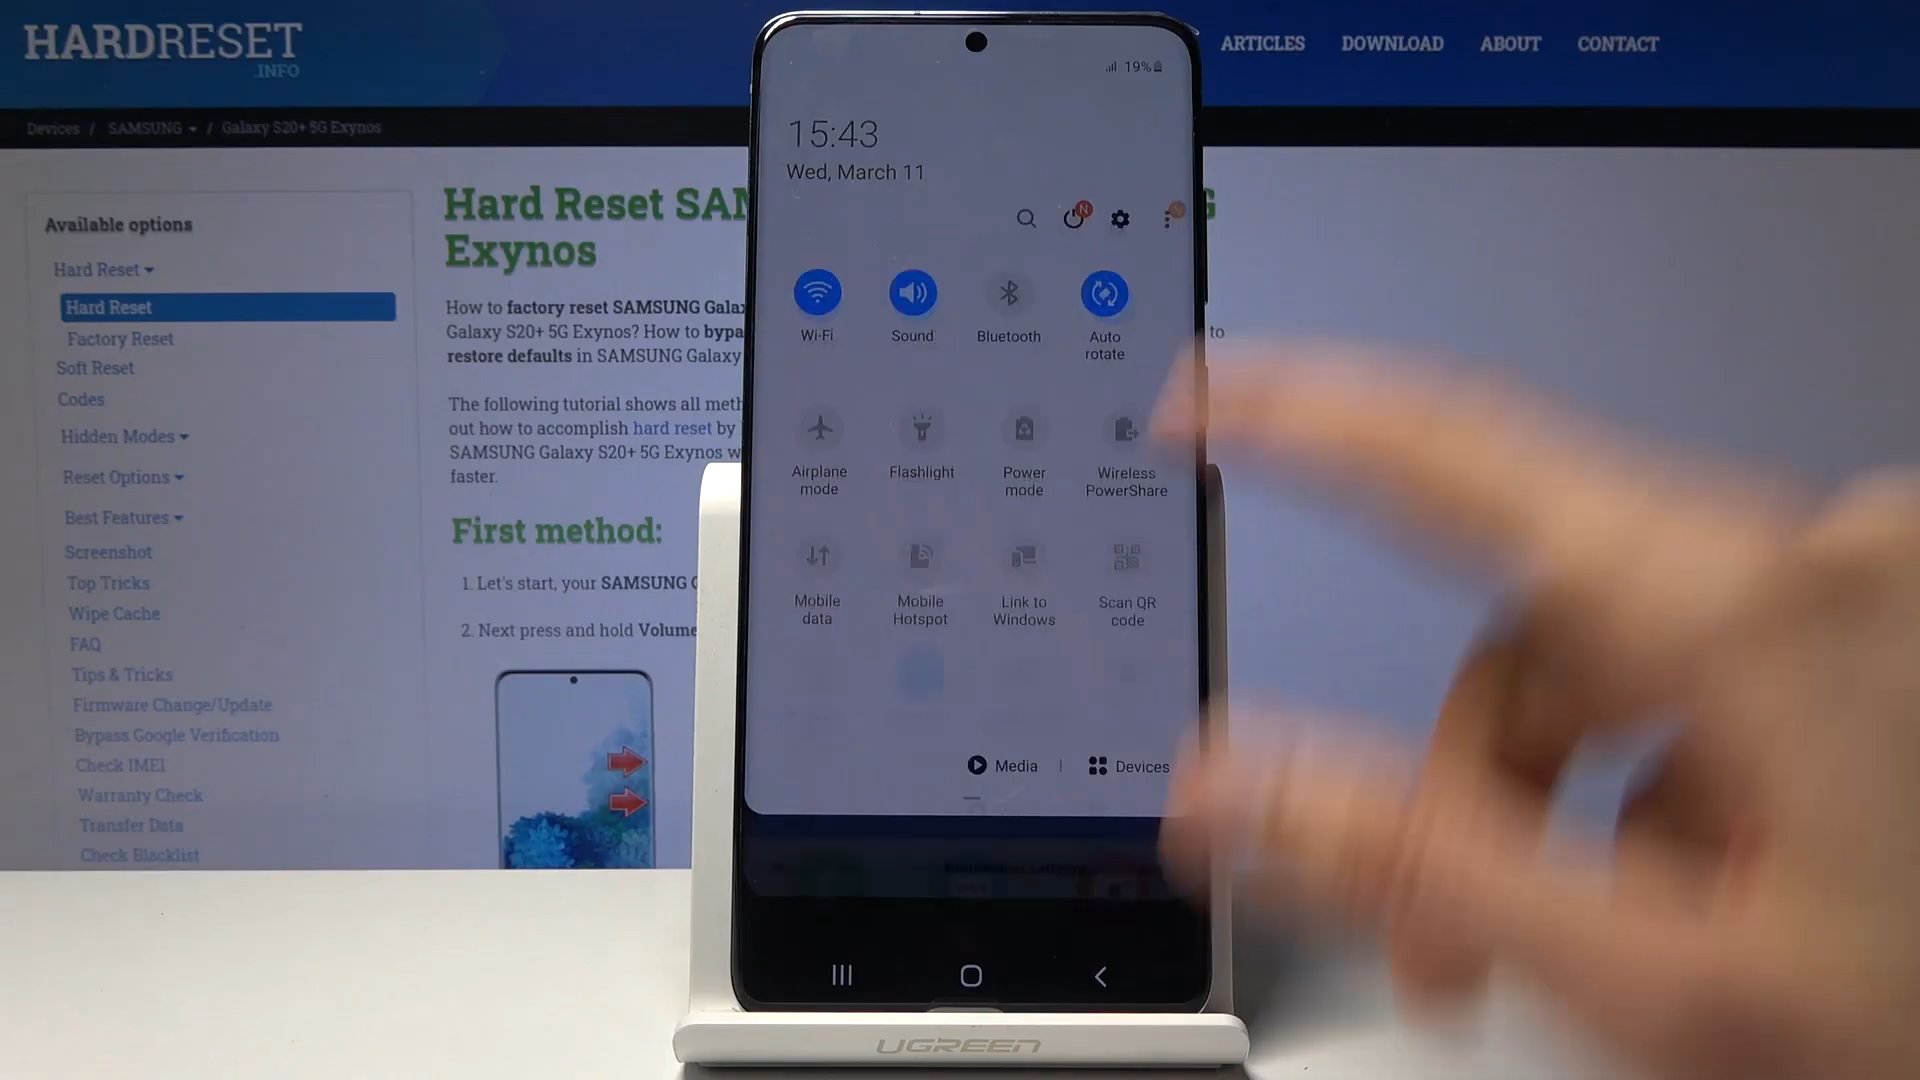 HARDRESET
.INFO
ARTICLES DOWNLOAD ABOUT CONTACT
Devices / SAMSUNG / Galaxy S20+ 5G Exynos
Available options
Hard Reset
Hard Reset
Factory Reset
Soft Reset
Codes
Hidden Modes
Reset Options
Best Features
Screenshot
Top Tricks
Wipe Cache
FAQ
Tips & Tricks
Firmware Change/Update
Bypass Google Verification
Check IMEI
Warranty Check
Transfer Data
Check Blacklist
Hard Reset SAM G
Exynos
How to factory reset SAMSUNG Galax
Galaxy S20+ 5G Exynos? How to bypa to
restore defaults in SAMSUNG Galaxy
The following tutorial shows all meth
out how to accomplish hard reset by
SAMSUNG Galaxy S20+ 5G Exynos w
faster.
First method:
1. Let's start, your SAMSUNG G
2. Next press and hold Volume
19%
15:43
Wed, March 11
N N
Wi-Fi Sound Bluetooth Auto rotate
Airplane mode Flashlight Power mode Wireless PowerShare
Mobile data Mobile Hotspot Link to Windows Scan QR code
Media | Devices
UGREEN